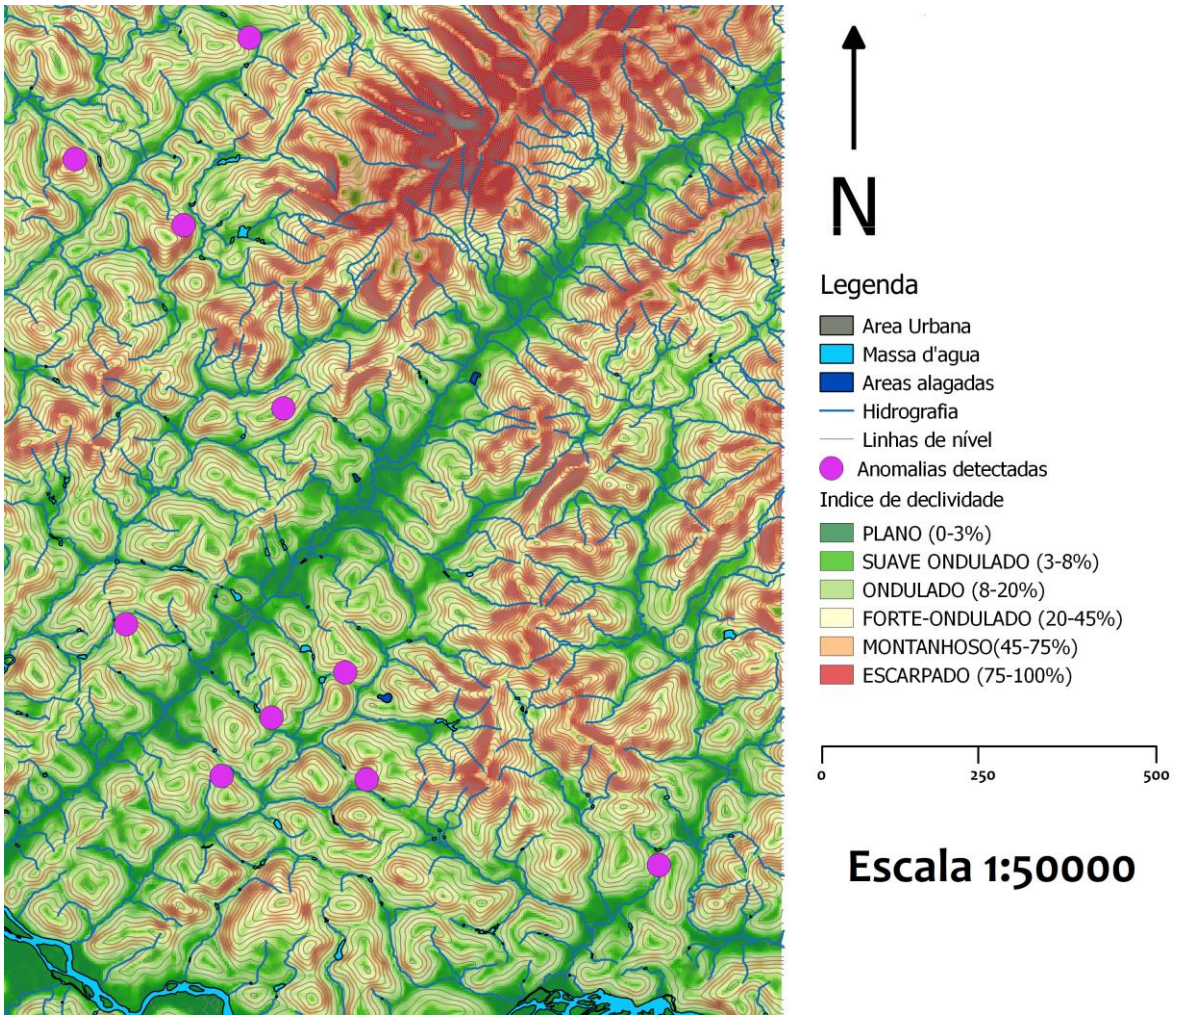 N
Legenda
Area Urbana
Massa d'agua
Areas alagadas
Hidrografia
Linhas de nível
Anomalias detectadas
Indice de declividade
PLANO (0-3%)
SUAVE ONDULADO (3-8%)
ONDULADO (8-20%)
FORTE-ONDULADO (20-45%)
MONTANHOSO(45-75%)
ESCARPADO (75-100%)
0 250 500
Escala 1:50000